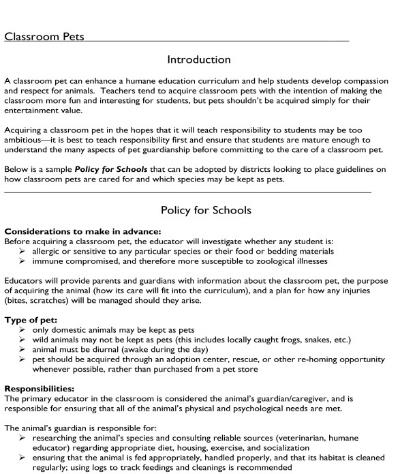 Classroom Pets
Introduction
A classroom pet can enhance a humane education curriculum and help students develop compassion
and respect for animals. Teachers tend to acquire classroom pets with the intention of making the
classroom more fun and interesting for students, but pets shouldn't be acquired simply for their
entertainment value.
Acquiring a classroom pet in the hopes that it will teach responsibility to students may be too
ambitious—it is best to teach responsibility first and ensure that students are mature enough to
understand the many aspects of pet guardianship before committing to the care of a classroom pet.
Below is a sample Policy for Schools that can be adopted by districts looking to place guidelines on
how classroom pets are cared for and which species may be kept as pets.
Policy for Schools
Considerations to make in advance:
Before acquiring a classroom pet, the educator will investigate whether any student is:
➢ allergic or sensitive to any particular species or their food or bedding materials
➢ immune compromised, and therefore more susceptible to zoological illnesses
Educators will provide parents and guardians with information about the classroom pet, the purpose
of acquiring the animal (how its care will fit into the curriculum), and a plan for how any injuries
(bites, scratches) will be managed should they arise.
Type of pet:
➢ only domestic animals may be kept as pets
➢ wild animals may not be kept as pets (this includes locally caught frogs, snakes, etc.)
➢ animal must be diurnal (awake during the day)
➢ pet should be acquired through an adoption center, rescue, or other re-homing opportunity
whenever possible, rather than purchased from a pet store
Responsibilities:
The primary educator in the classroom is considered the animal's guardian/caregiver, and is
responsible for ensuring that all of the animal's physical and psychological needs are met.
The animal's guardian is responsible for:
➢ researching the animal's species and consulting reliable sources (veterinarian, humane
educator) regarding appropriate diet, housing, exercise, and socialization
➢ ensuring that the animal is fed appropriately, handled properly, and that its habitat is cleaned
regularly; using logs to track feedings and cleanings is recommended